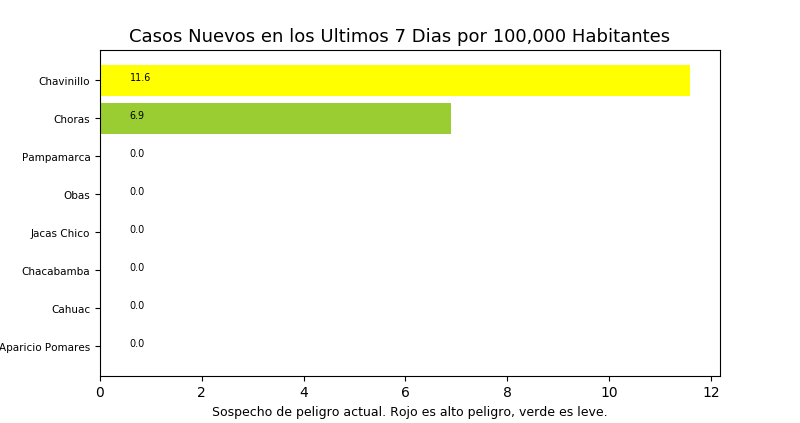 Casos Nuevos en los Ultimos 7 Dias por 100,000 Habitantes
Chavinillo 11.6
Choras 6.9
Pampamarca 0.0
Obas 0.0
Jacas Chico 0.0
Chacabamba 0.0
Cahuac 0.0
Aparicio Pomares 0.0
0 2 4 6 8 10 12
Sospecho de peligro actual. Rojo es alto peligro, verde es leve.